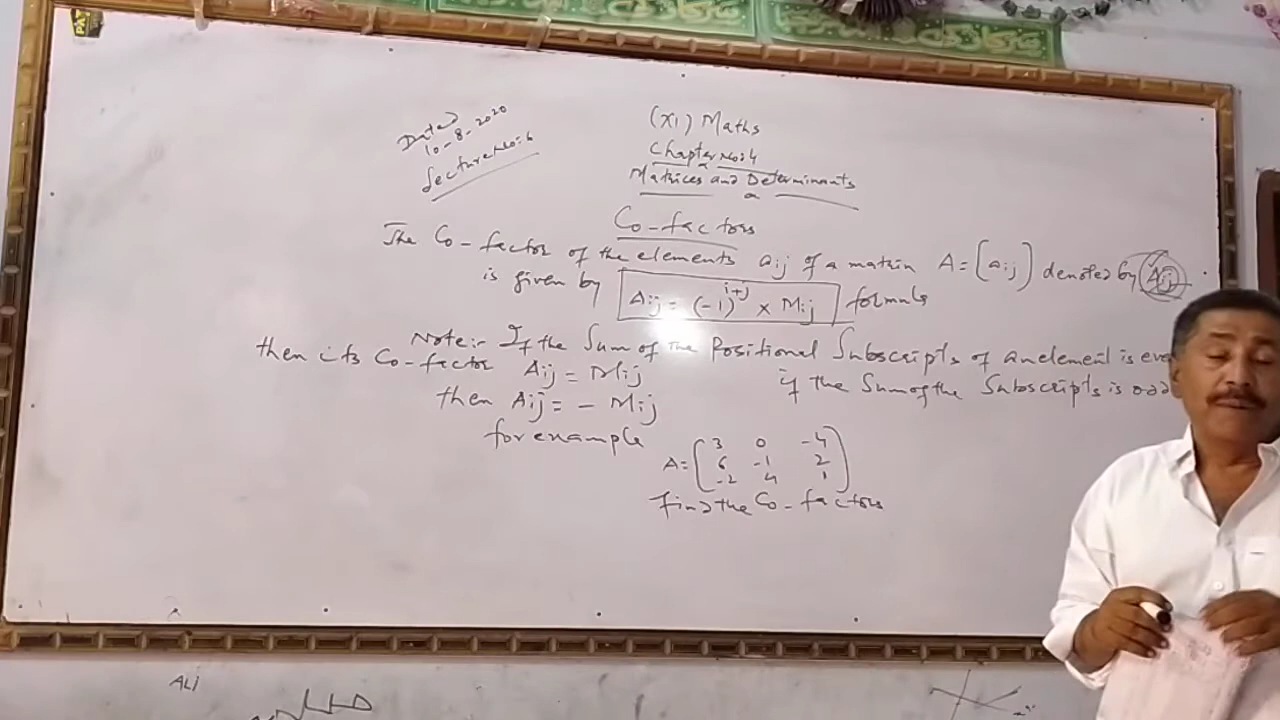 Dated
10-8-2020
Lecture No: 6
(XI) Maths
Chapter No: 4
Matrices and Determinants
Co-factors
The Co-factor of the elements aij of a matrix A = [aij] denoted by Aij
is given by Aij = (-1)^i+j × Mij formula
Note:- If the Sum of the Positional Subscripts of an element is even
then its Co-factor Aij = Mij if the Sum of the Subscripts is odd
then Aij = - Mij
for example
A = [3 0 -4
6 -1 2
-2 4 1]
find the Co-factors
ALi